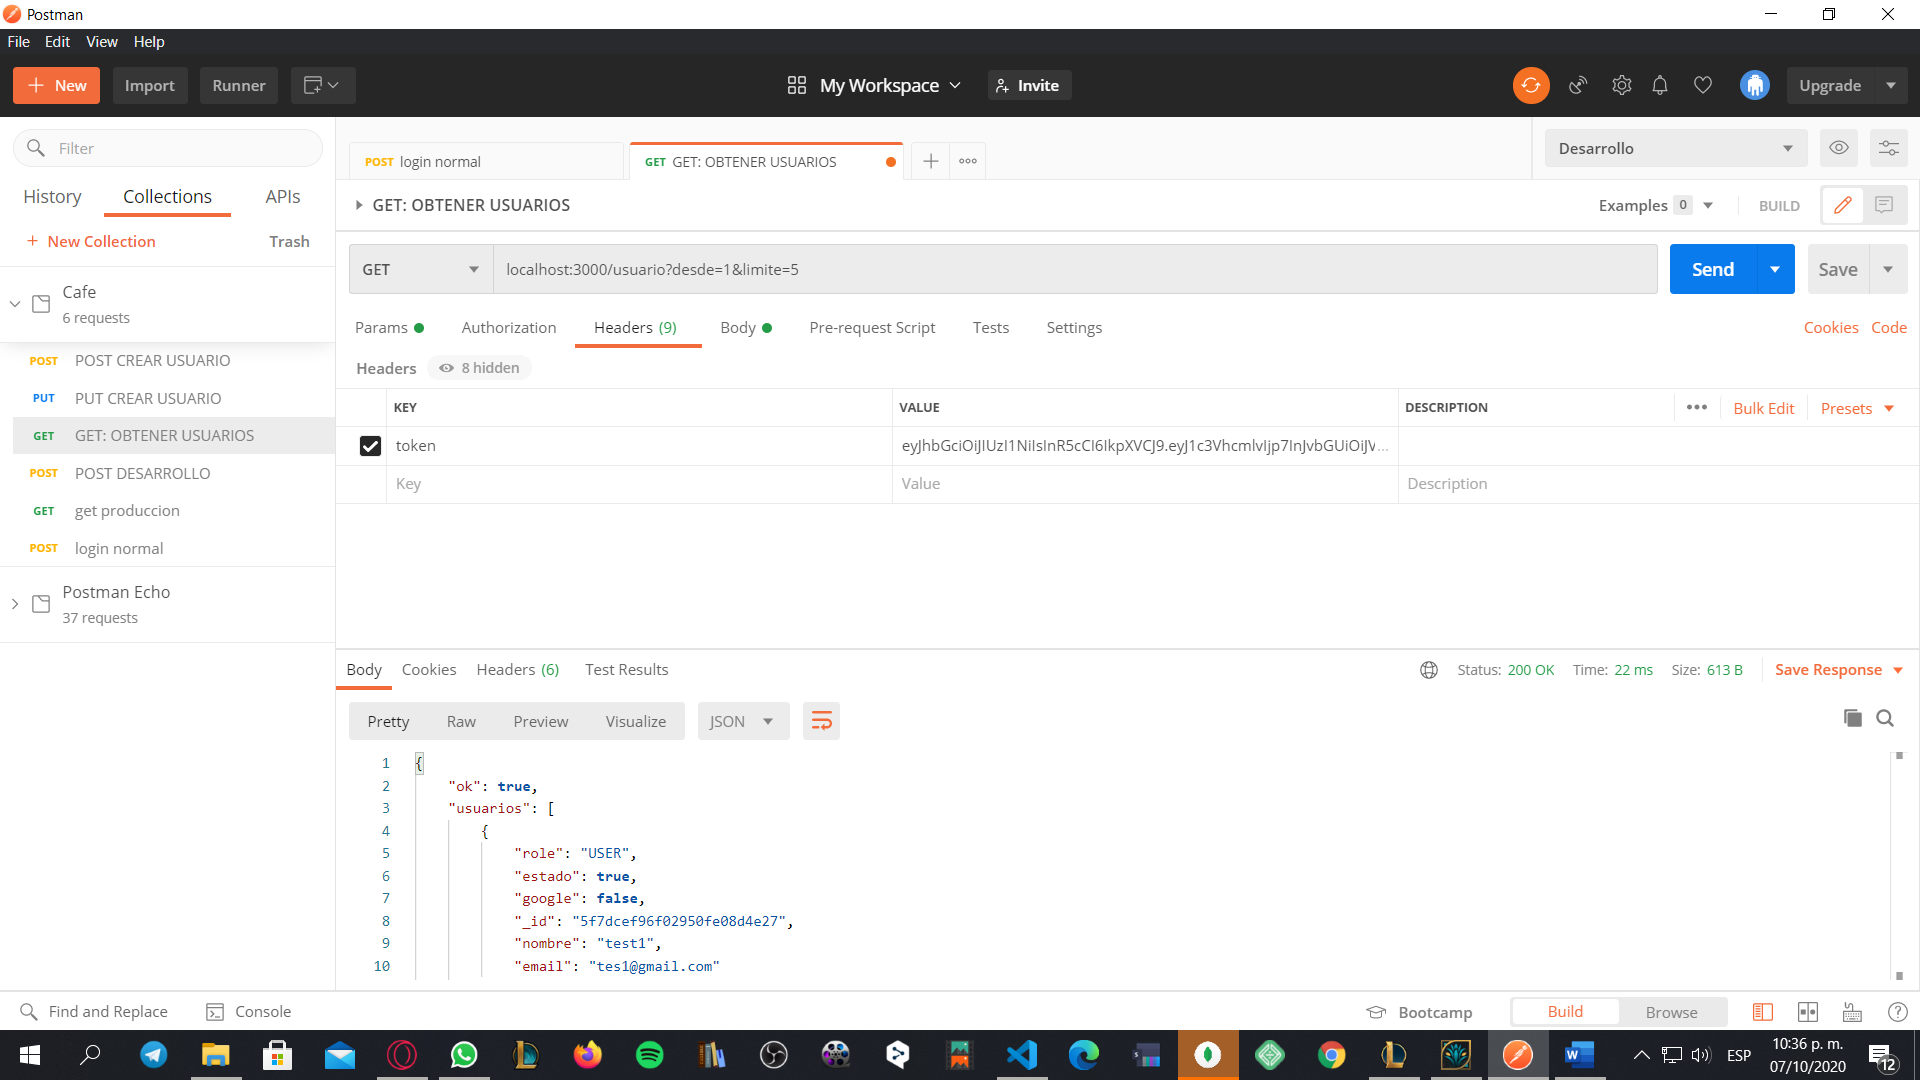 Postman
File Edit View Help
New Import Runner My Workspace Invite Upgrade
Filter
History Collections APIs
+ New Collection Trash
Cafe
6 requests
POST POST CREAR USUARIO
PUT PUT CREAR USUARIO
GET GET: OBTENER USUARIOS
POST POST DESARROLLO
GET get produccion
POST login normal
Postman Echo
37 requests
POST login normal GET GET: OBTENER USUARIOS Desarrollo
GET: OBTENER USUARIOS Examples 0 BUILD
GET localhost:3000/usuario?desde=1&limite=5 Send Save
Params Authorization Headers (9) Body Pre-request Script Tests Settings Cookies Code
Headers 8 hidden
KEY VALUE DESCRIPTION Bulk Edit Presets
token
Key Value Description
Body Cookies Headers (6) Test Results Status: 200 OK Time: 22 ms Size: 613 B Save Response
Pretty Raw Preview Visualize JSON
1 {
2 "ok": true,
3 "usuarios": [
4 {
5 "role": "USER",
6 "estado": true,
7 "google": false,
8 "_id": "5f7dcef96f02950fe08d4e27",
9 "nombre": "test1",
10 "email": "tes1@gmail.com"
Find and Replace Console Bootcamp Build Browse
ESP 10:36 p. m.
07/10/2020 12